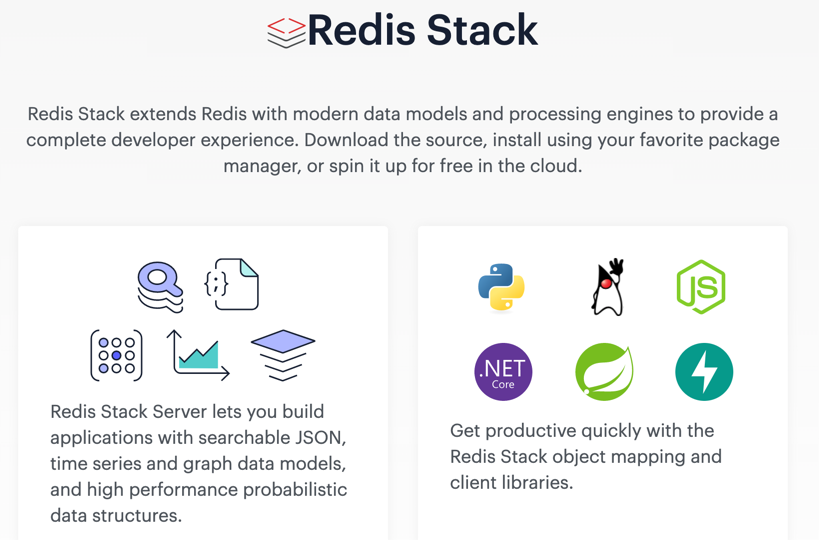 Redis Stack
Redis Stack extends Redis with modern data models and processing engines to provide a
complete developer experience. Download the source, install using your favorite package
manager, or spin it up for free in the cloud.
{;}
Redis Stack Server lets you build
applications with searchable JSON,
time series and graph data models,
and high performance probabilistic
data structures.
JS
.NET
Core
Get productive quickly with the
Redis Stack object mapping and
client libraries.